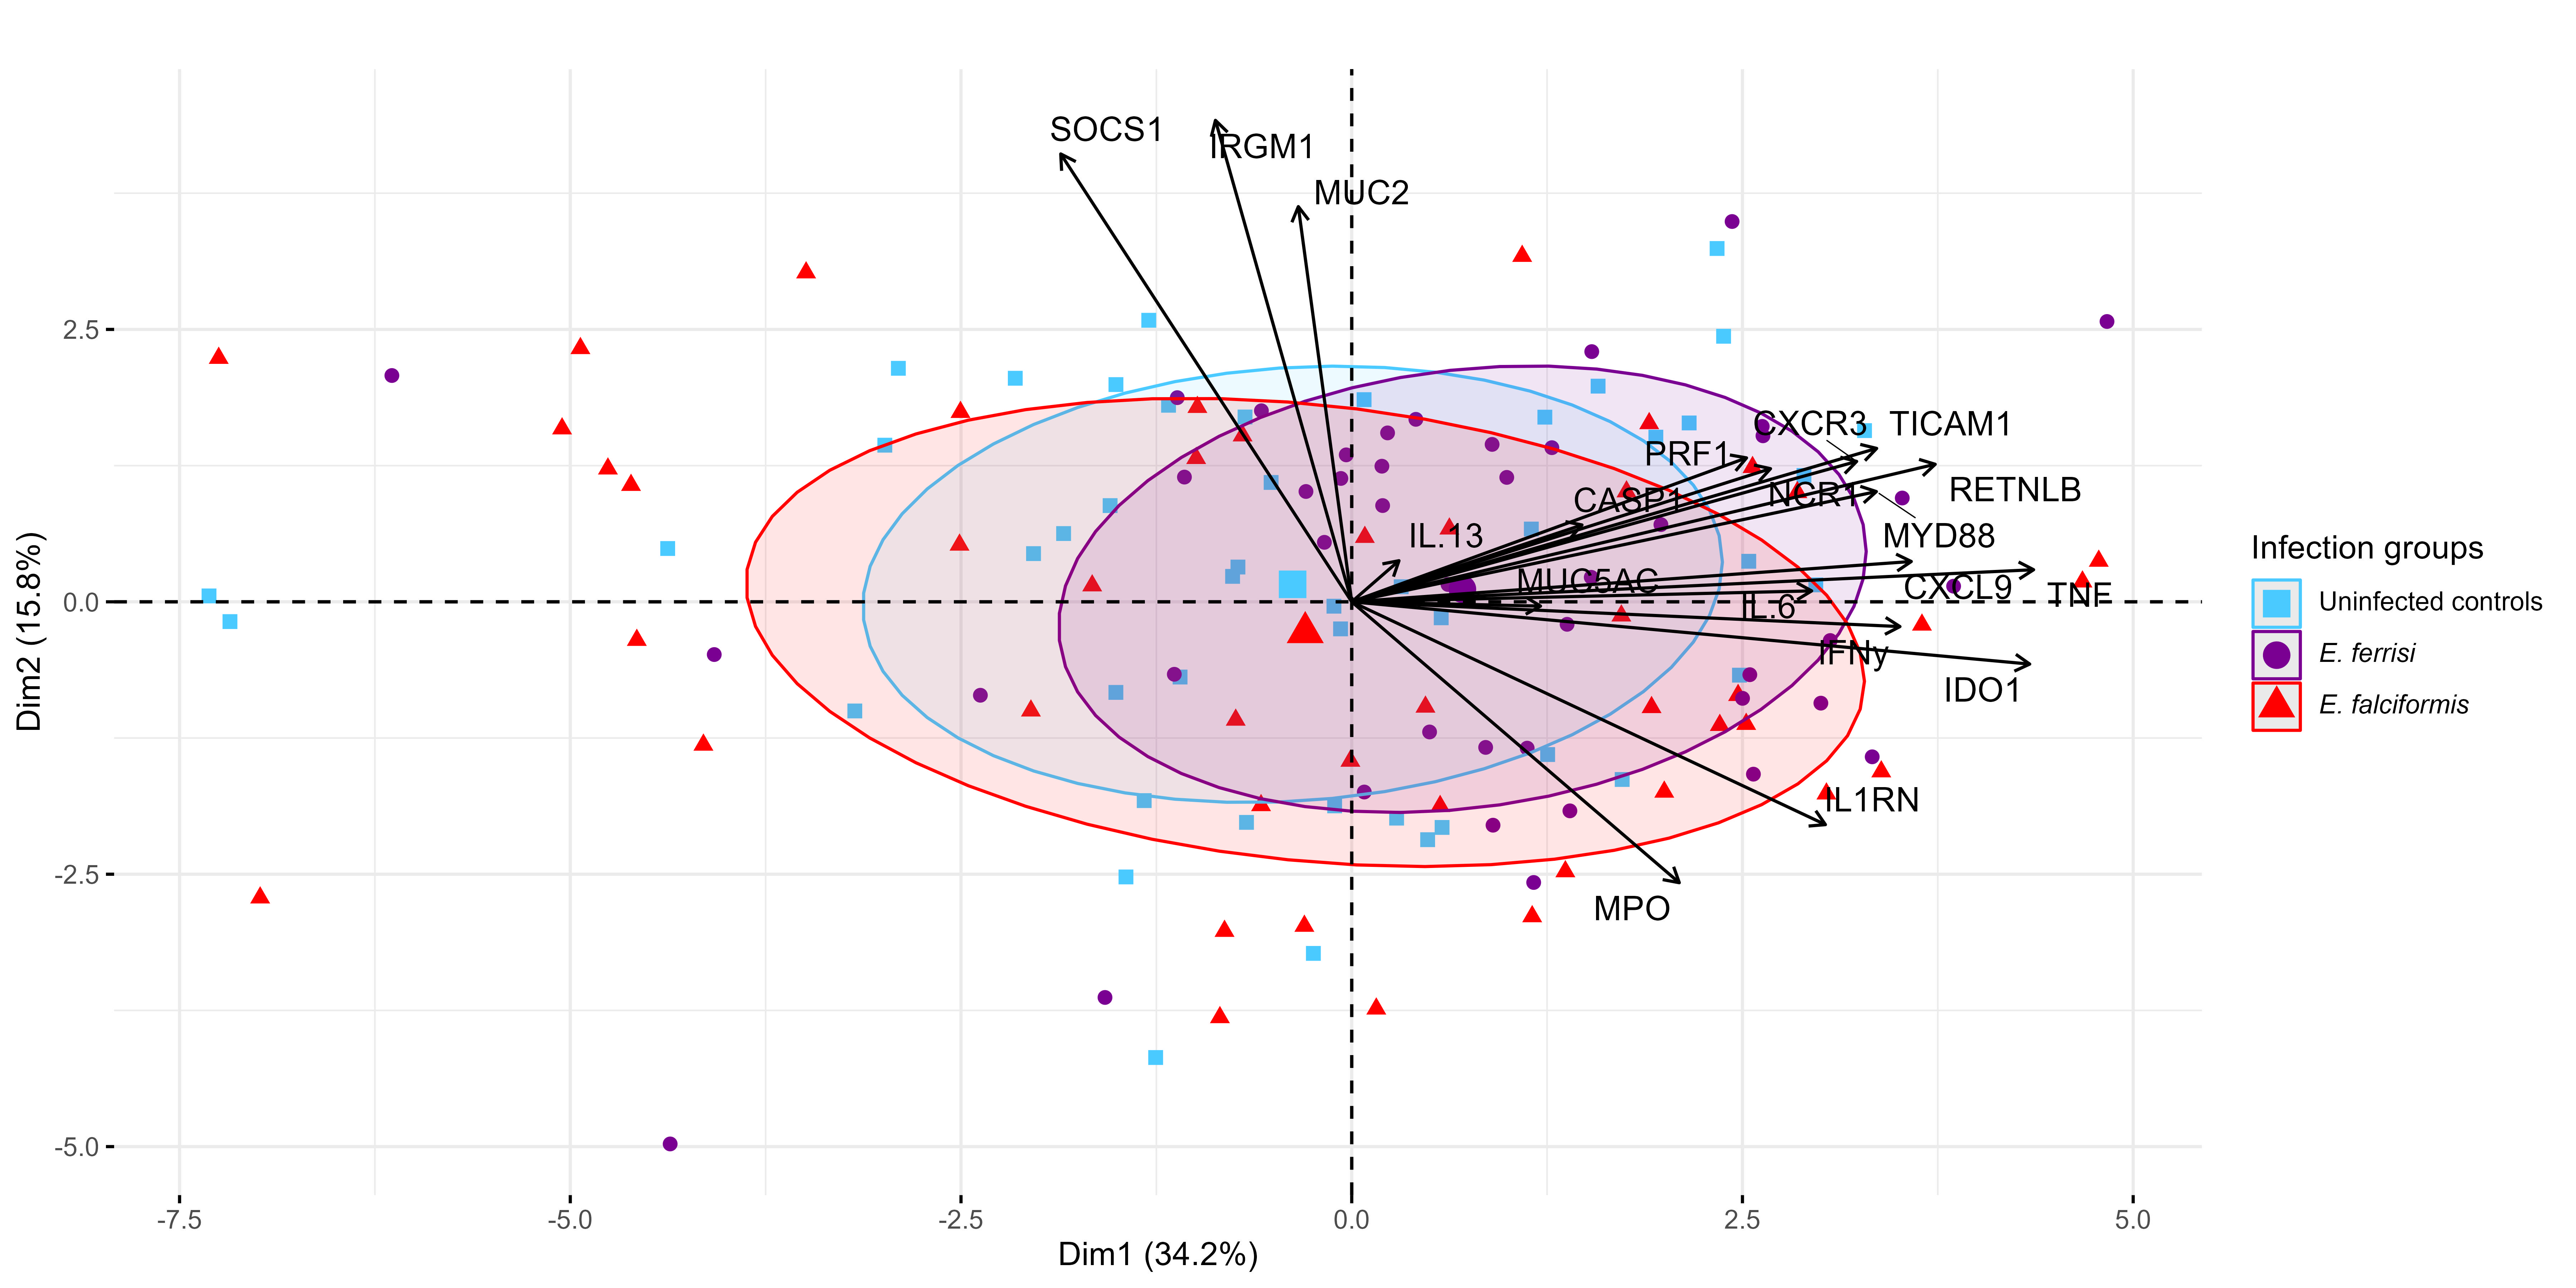 SOCS1
IRGM1
MUC2
CXCR3
TICAM1
PRF1
CASP1
NCR1
RETNLB
IL.13
MYD88
MUC5AC
CXCL9
TNF
IL.6
IFNy
IDO1
IL1RN
MPO
2.5
0.0
-2.5
-5.0
Dim2 (15.8%)
-7.5
-5.0
-2.5
0.0
2.5
5.0
Dim1 (34.2%)
Infection groups
Uninfected controls
E. ferrisi
E. falciformis